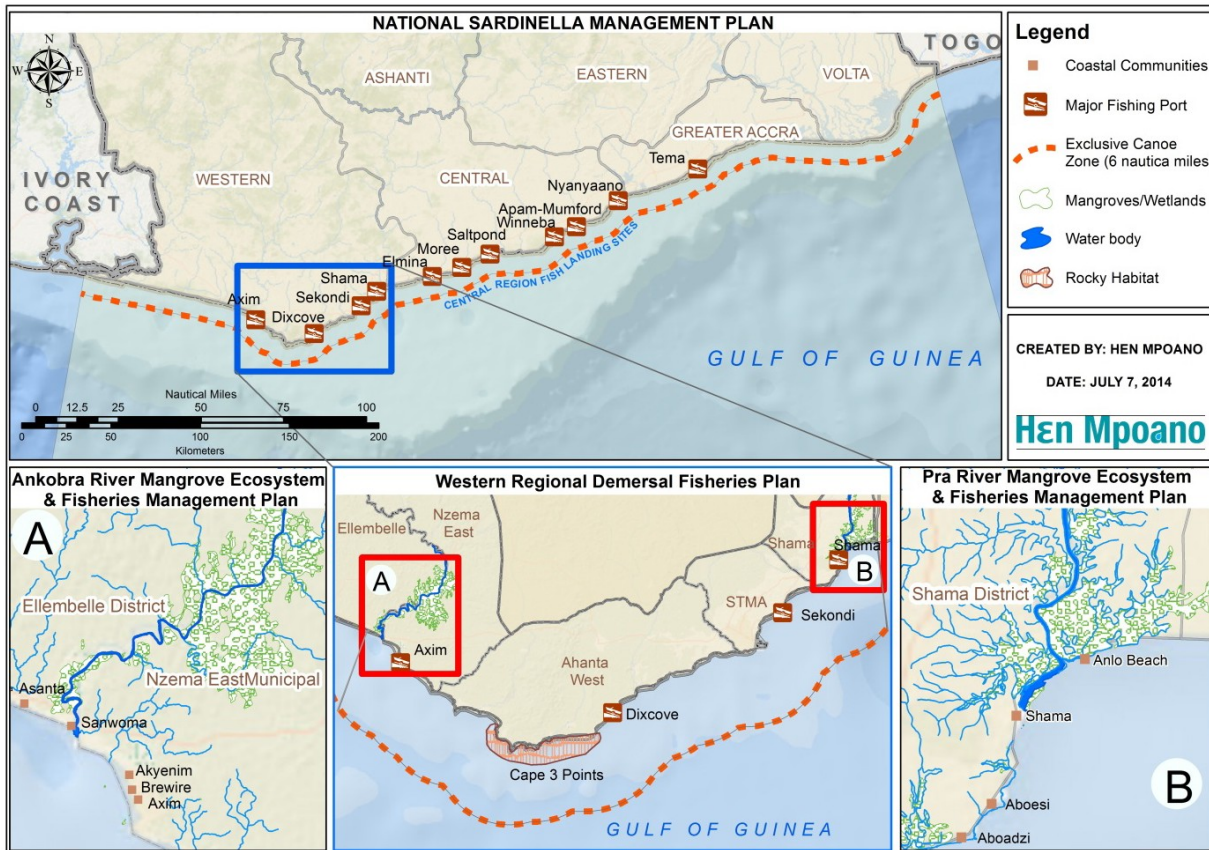 NATIONAL SARDINELLA MANAGEMENT PLAN
N
W
E
S
TOGO
ASHANTI
EASTERN
VOLTA
GREATER ACCRA
Tema
IVORY
COAST
WESTERN
CENTRAL
Nyanyaano
Apam-Mumford
Winneba
Saltpond
Moree
Elmina
Shama
Sekondi
Axim
Dixcove
CENTRAL REGION FISH LANDING SITES
GULF OF GUINEA
Nautical Miles
0 12.5 25 50 75 100
0 25 50 100 150 200
Kilometers
Legend
Coastal Communities
Major Fishing Port
Exclusive Canoe
Zone (6 nautica miles)
Mangroves/Wetlands
Water body
Rocky Habitat
CREATED BY: HEN MPOANO
DATE: JULY 7, 2014
Hɛn Mpoano
Ankobra River Mangrove Ecosystem
& Fisheries Management Plan
A
Ellembelle District
Nzema EastMunicipal
Asanta
Sanwoma
Akyenim
Brewire
Axim
Western Regional Demersal Fisheries Plan
Ellembelle
Nzema
East
A
Axim
Shama
Shama
B
STMA
Sekondi
Ahanta
West
Dixcove
Cape 3 Points
GULF OF GUINEA
Pra River Mangrove Ecosystem
& Fisheries Management Plan
Shama District
Anlo Beach
Shama
Aboesi
Aboadzi
B